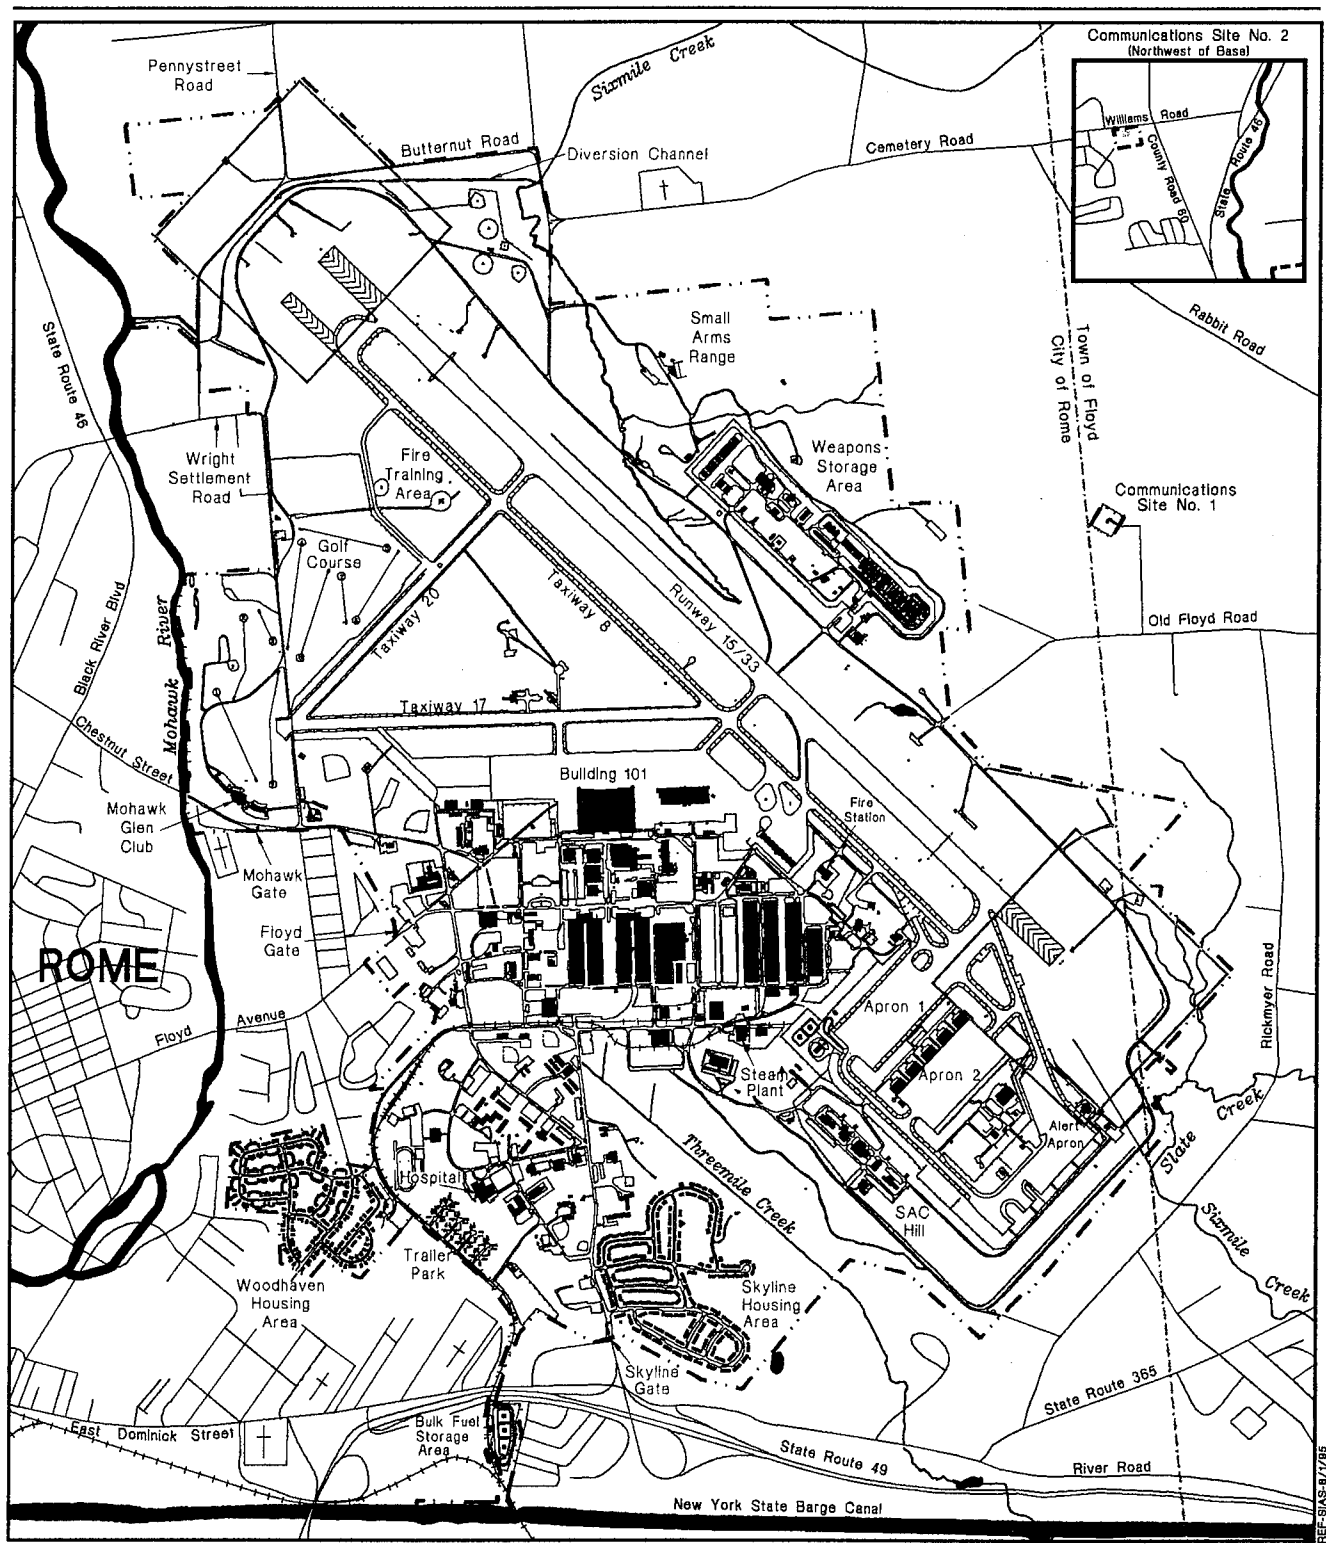 Communications Site No. 2
(Northwest of Base)
Williams Road
County Road 60
State Route 46
Pennystreet
Road
Sixmile Creek
Butternut Road
Diversion Channel
Cemetery Road
Rabbit Road
Town of Floyd
City of Rome
State Route 46
Small
Arms
Range
Wright
Settlement
Road
Fire
Training
Area
Weapons
Storage
Area
Communications
Site No. 1
Golf
Course
Taxiway 20
Taxiway 8
Runway 15/33
Old Floyd Road
Black River Blvd
Mohawk River
Taxiway 17
Chestnut Street
Building 101
Mohawk
Glen
Club
Fire
Station
Mohawk
Gate
Floyd
Gate
ROME
Floyd Avenue
Rickmyer Road
Apron 1
Apron 2
Steam
Plant
Alert
Apron
Slate Creek
Threemile Creek
Hospital
SAC
Hill
Sixmile Creek
Trailer
Park
Woodhaven
Housing
Area
Skyline
Housing
Area
Skyline
Gate
State Route 365
East Dominick Street
Bulk Fuel
Storage
Area
State Route 49
River Road
New York State Barge Canal
REF-SIAS-8/1/95